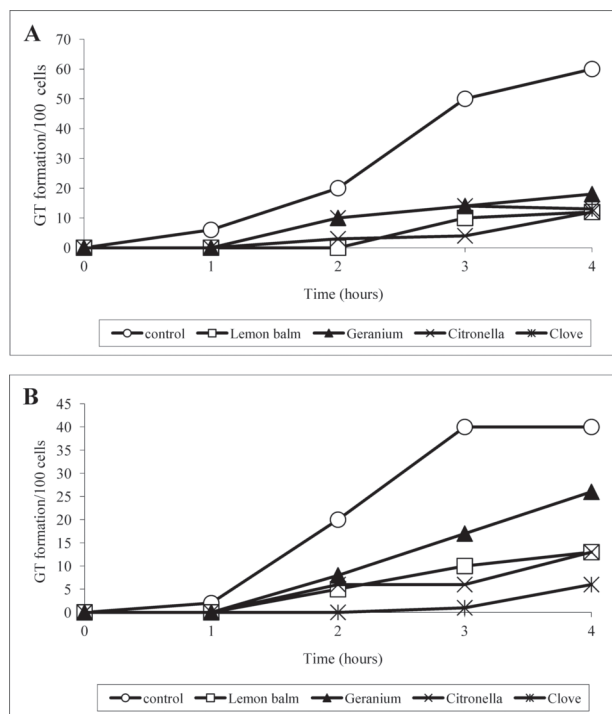 A
GT formation/100 cells
70
60
50
40
30
20
10
0
0 1 2 3 4
Time (hours)
control Lemon balm Geranium Citronella Clove
B
GT formation/100 cells
45
40
35
30
25
20
15
10
5
0
0 1 2 3 4
Time (hours)
control Lemon balm Geranium Citronella Clove